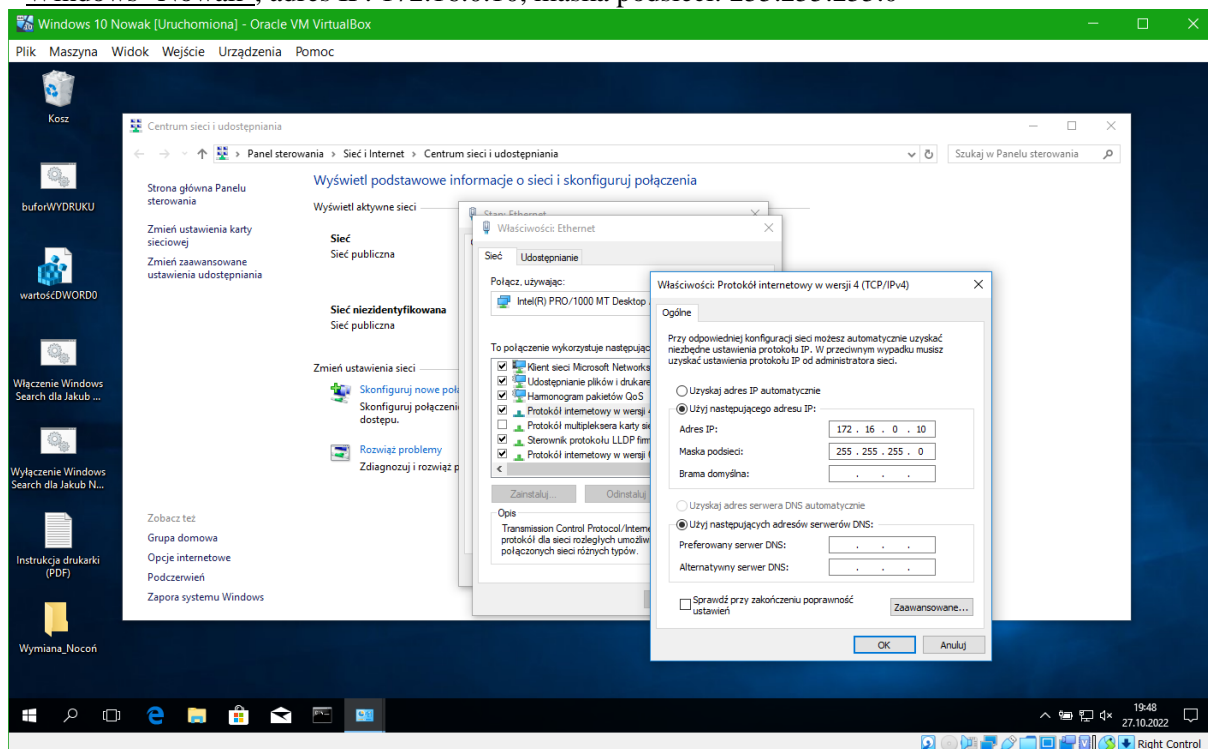 Windows 10 Nowak [Uruchomiona] - Oracle VM VirtualBox
Plik Maszyna Widok Wejście Urządzenia Pomoc
Kosz
buforWYDRUKU
wartośćDWORD0
Włączenie Windows
Search dla Jakub ...
Wyłączenie Windows
Search dla Jakub N...
Instrukcja drukarki
(PDF)
Wymiana_Nocoń
Centrum sieci i udostępniania
Panel sterowania > Sieć i Internet > Centrum sieci i udostępniania
Szukaj w Panelu sterowania
Strona główna Panelu
sterowania
Zmień ustawienia karty
sieciowej
Zmień zaawansowane
ustawienia udostępniania
Zobacz też
Grupa domowa
Opcje internetowe
Podczerwień
Zapora systemu Windows
Wyświetl podstawowe informacje o sieci i skonfiguruj połączenia
Wyświetl aktywne sieci
Sieć
Sieć publiczna
Sieć niezidentyfikowana
Sieć publiczna
Zmień ustawienia sieci
Skonfiguruj nowe poł
Skonfiguruj połączeni
dostępu.
Rozwiąż problemy
Zdiagnozuj i rozwiąż p
Właściwości: Ethernet
Sieć Udostępnianie
Połącz, używając:
Intel(R) PRO/1000 MT Desktop
To połączenie wykorzystuje następując
Klient sieci Microsoft Networks
Udostępnianie plików i drukare
Harmonogram pakietów QoS
Protokół internetowy w wersji 4
Protokół multipleksera karty sie
Sterownik protokołu LLDP firm
Protokół internetowy w wersji 6
Zainstaluj... Odinstaluj
Opis
Transmission Control Protocol/Interne
protokół dla sieci rozległych umożliw
połączonych sieci różnych typów.
Właściwości: Protokół internetowy w wersji 4 (TCP/IPv4)
Ogólne
Przy odpowiedniej konfiguracji sieci możesz automatycznie uzyskać
niezbędne ustawienia protokołu IP. W przeciwnym wypadku musisz
uzyskać ustawienia protokołu IP od administratora sieci.
Uzyskaj adres IP automatycznie
Użyj następującego adresu IP:
Adres IP: 172 . 16 . 0 . 10
Maska podsieci: 255 . 255 . 255 . 0
Brama domyślna: . . .
Uzyskaj adres serwera DNS automatycznie
Użyj następujących adresów serwerów DNS:
Preferowany serwer DNS: . . .
Alternatywny serwer DNS: . . .
Sprawdź przy zakończeniu poprawność
ustawień
Zaawansowane...
OK Anuluj
19:48
27.10.2022
Right Control